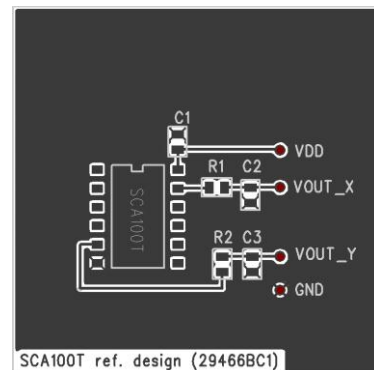 C1
VDD
R1 C2
VOUT_X
SCA100T
R2 C3
VOUT_Y
GND
SCA100T ref. design (29466BC1)